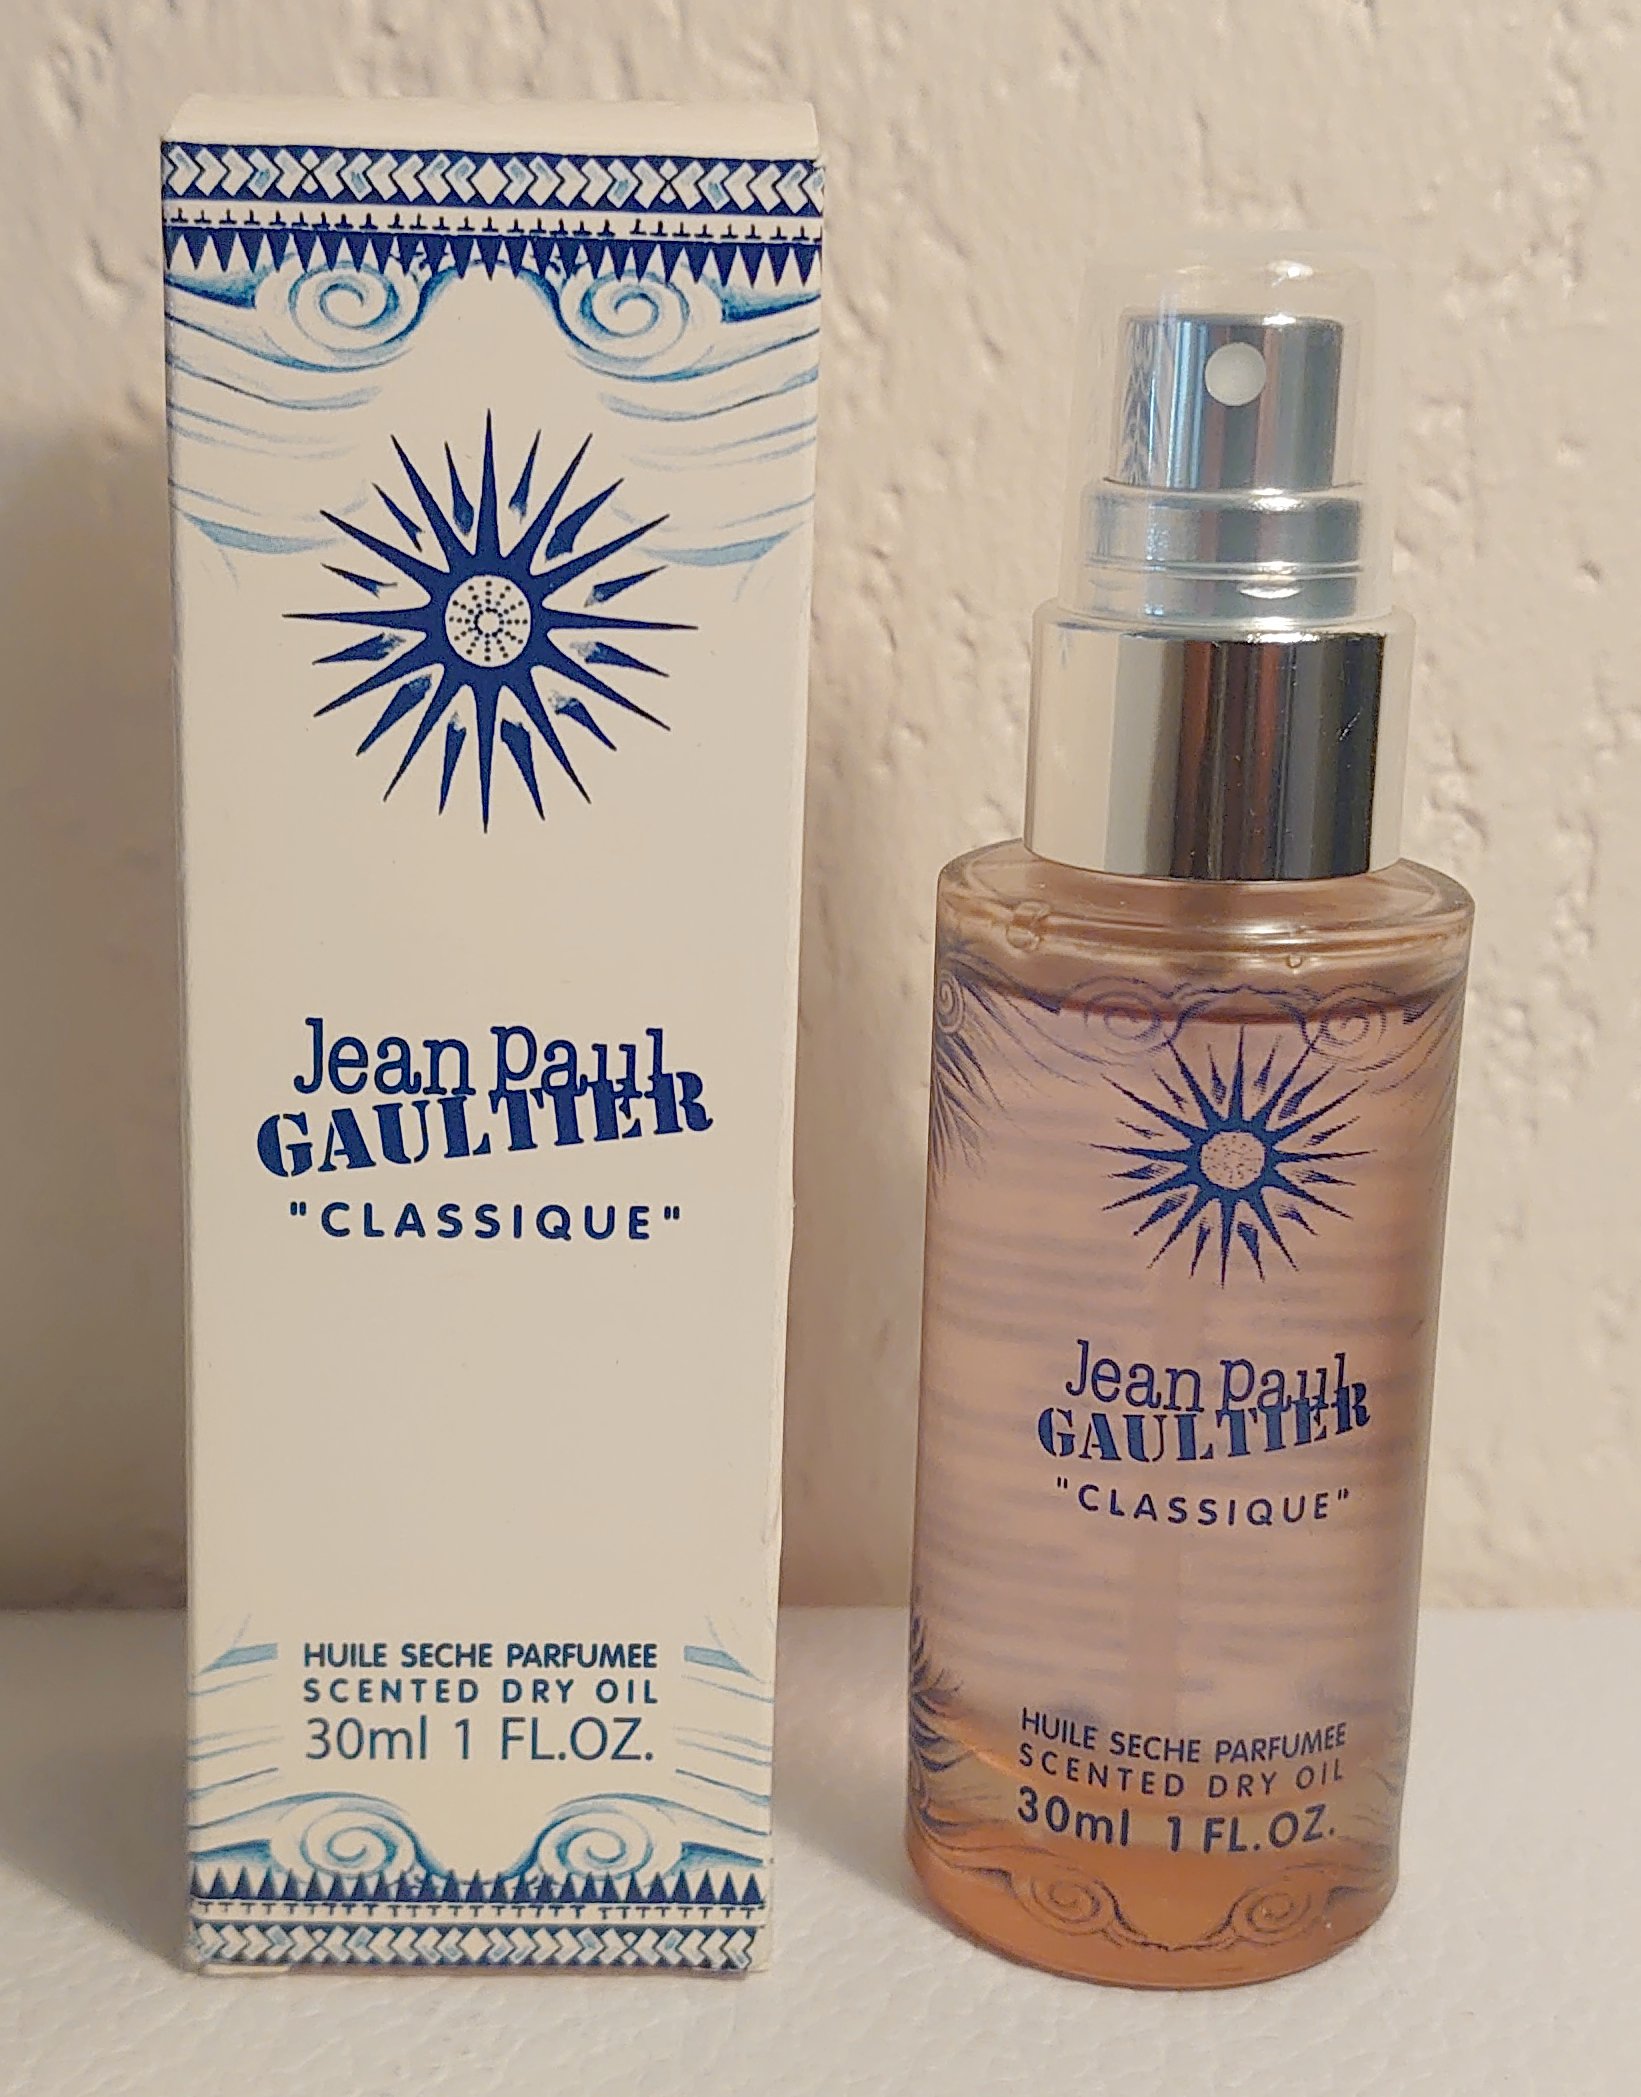 Jean Paul
GAULTIER
"CLASSIQUE"
HUILE SECHE PARFUMEE
SCENTED DRY OIL
30ml 1 FL.OZ.
Jean Paul
GAULTIER
"CLASSIQUE"
HUILE SECHE PARFUMEE
SCENTED DRY OIL
30ml 1 FL.OZ.